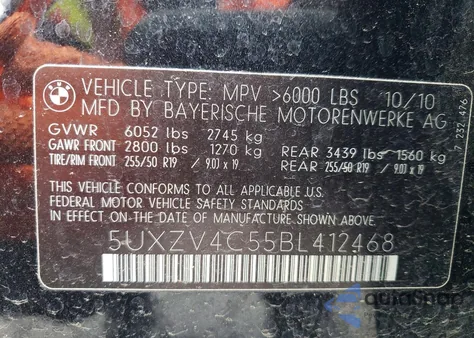 BMW
VEHICLE TYPE: MPV >6000 LBS 10/10
MFD BY BAYERISCHE MOTORENWERKE AG
GVWR 6052 lbs 2745 kg
GAWR FRONT 2800 lbs 1270 kg REAR 3439 lbs 1560 kg
TIRE/RIM FRONT 255/50 R19 / 9.0J x 19 REAR 255/50 R19 / 9.0J x 19
THIS VEHICLE CONFORMS TO ALL APPLICABLE U.S.
FEDERAL MOTOR VEHICLE SAFETY STANDARDS
IN EFFECT ON THE DATE OF MANUFACTURE SHOWN ABOVE
5UXZV4C55BL412468
autosnap